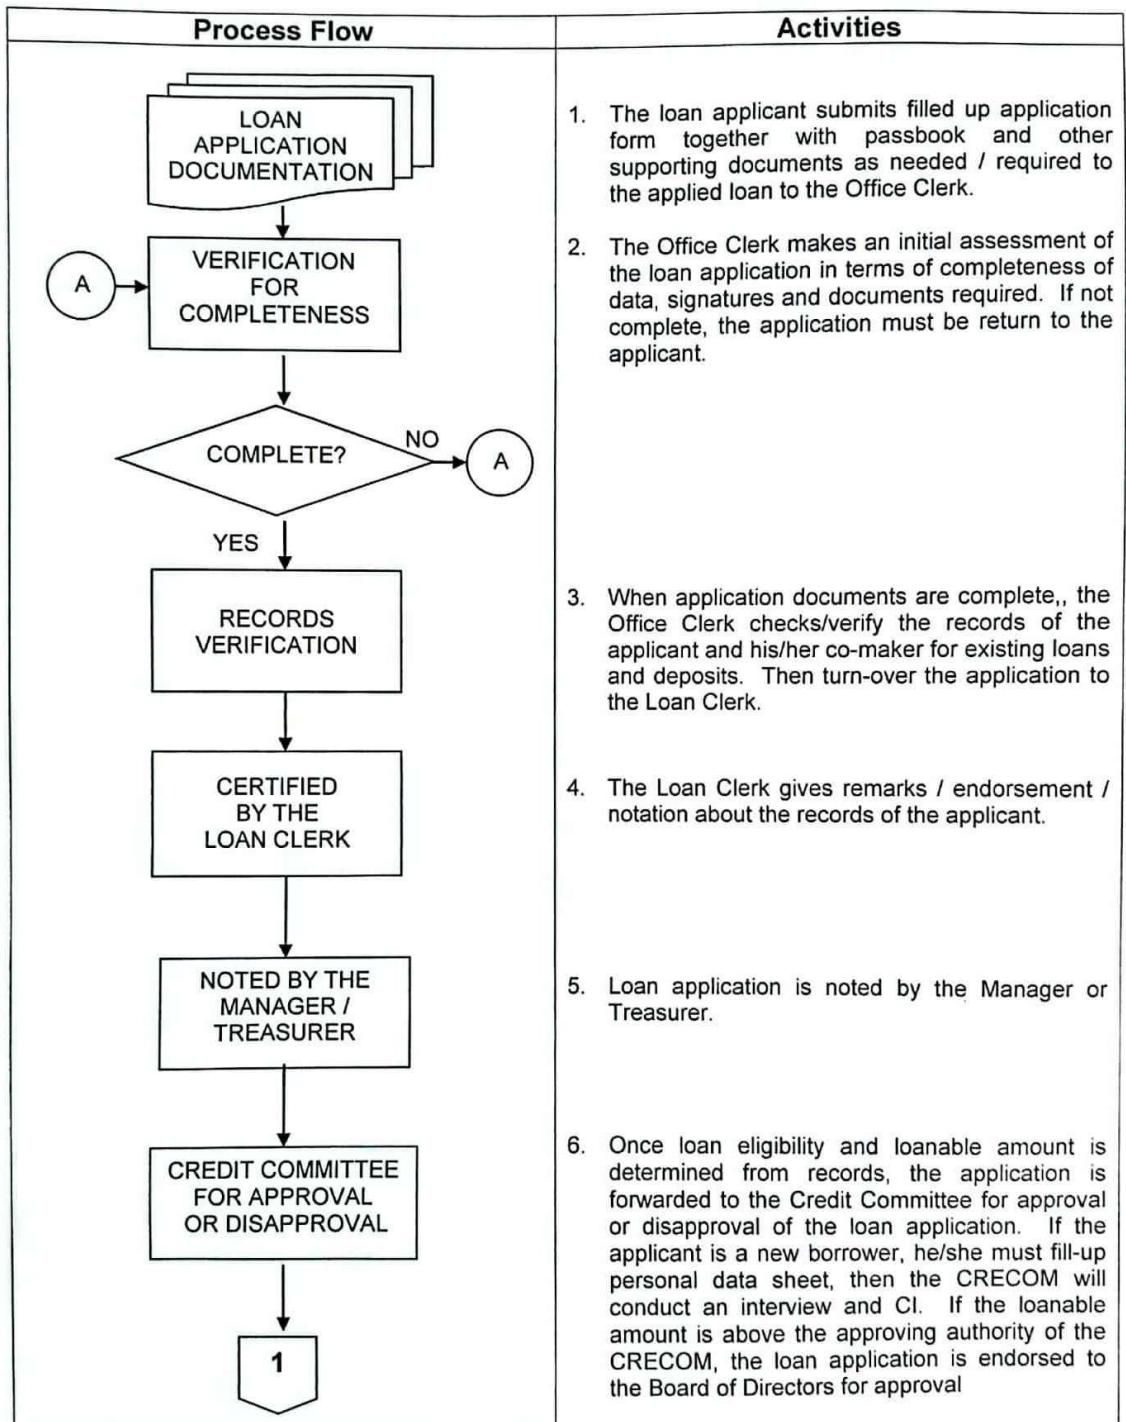 Process Flow
Activities
LOAN
APPLICATION
DOCUMENTATION
1. The loan applicant submits filled up application
form together with passbook and other
supporting documents as needed / required to
the applied loan to the Office Clerk.
A
VERIFICATION
FOR
COMPLETENESS
2. The Office Clerk makes an initial assessment of
the loan application in terms of completeness of
data, signatures and documents required. If not
complete, the application must be return to the
applicant.
COMPLETE?
NO
A
YES
RECORDS
VERIFICATION
3. When application documents are complete,, the
Office Clerk checks/verify the records of the
applicant and his/her co-maker for existing loans
and deposits. Then turn-over the application to
the Loan Clerk.
CERTIFIED
BY THE
LOAN CLERK
4. The Loan Clerk gives remarks / endorsement /
notation about the records of the applicant.
NOTED BY THE
MANAGER /
TREASURER
5. Loan application is noted by the Manager or
Treasurer.
CREDIT COMMITTEE
FOR APPROVAL
OR DISAPPROVAL
6. Once loan eligibility and loanable amount is
determined from records, the application is
forwarded to the Credit Committee for approval
or disapproval of the loan application. If the
applicant is a new borrower, he/she must fill-up
personal data sheet, then the CRECOM will
conduct an interview and CI. If the loanable
amount is above the approving authority of the
CRECOM, the loan application is endorsed to
the Board of Directors for approval
1